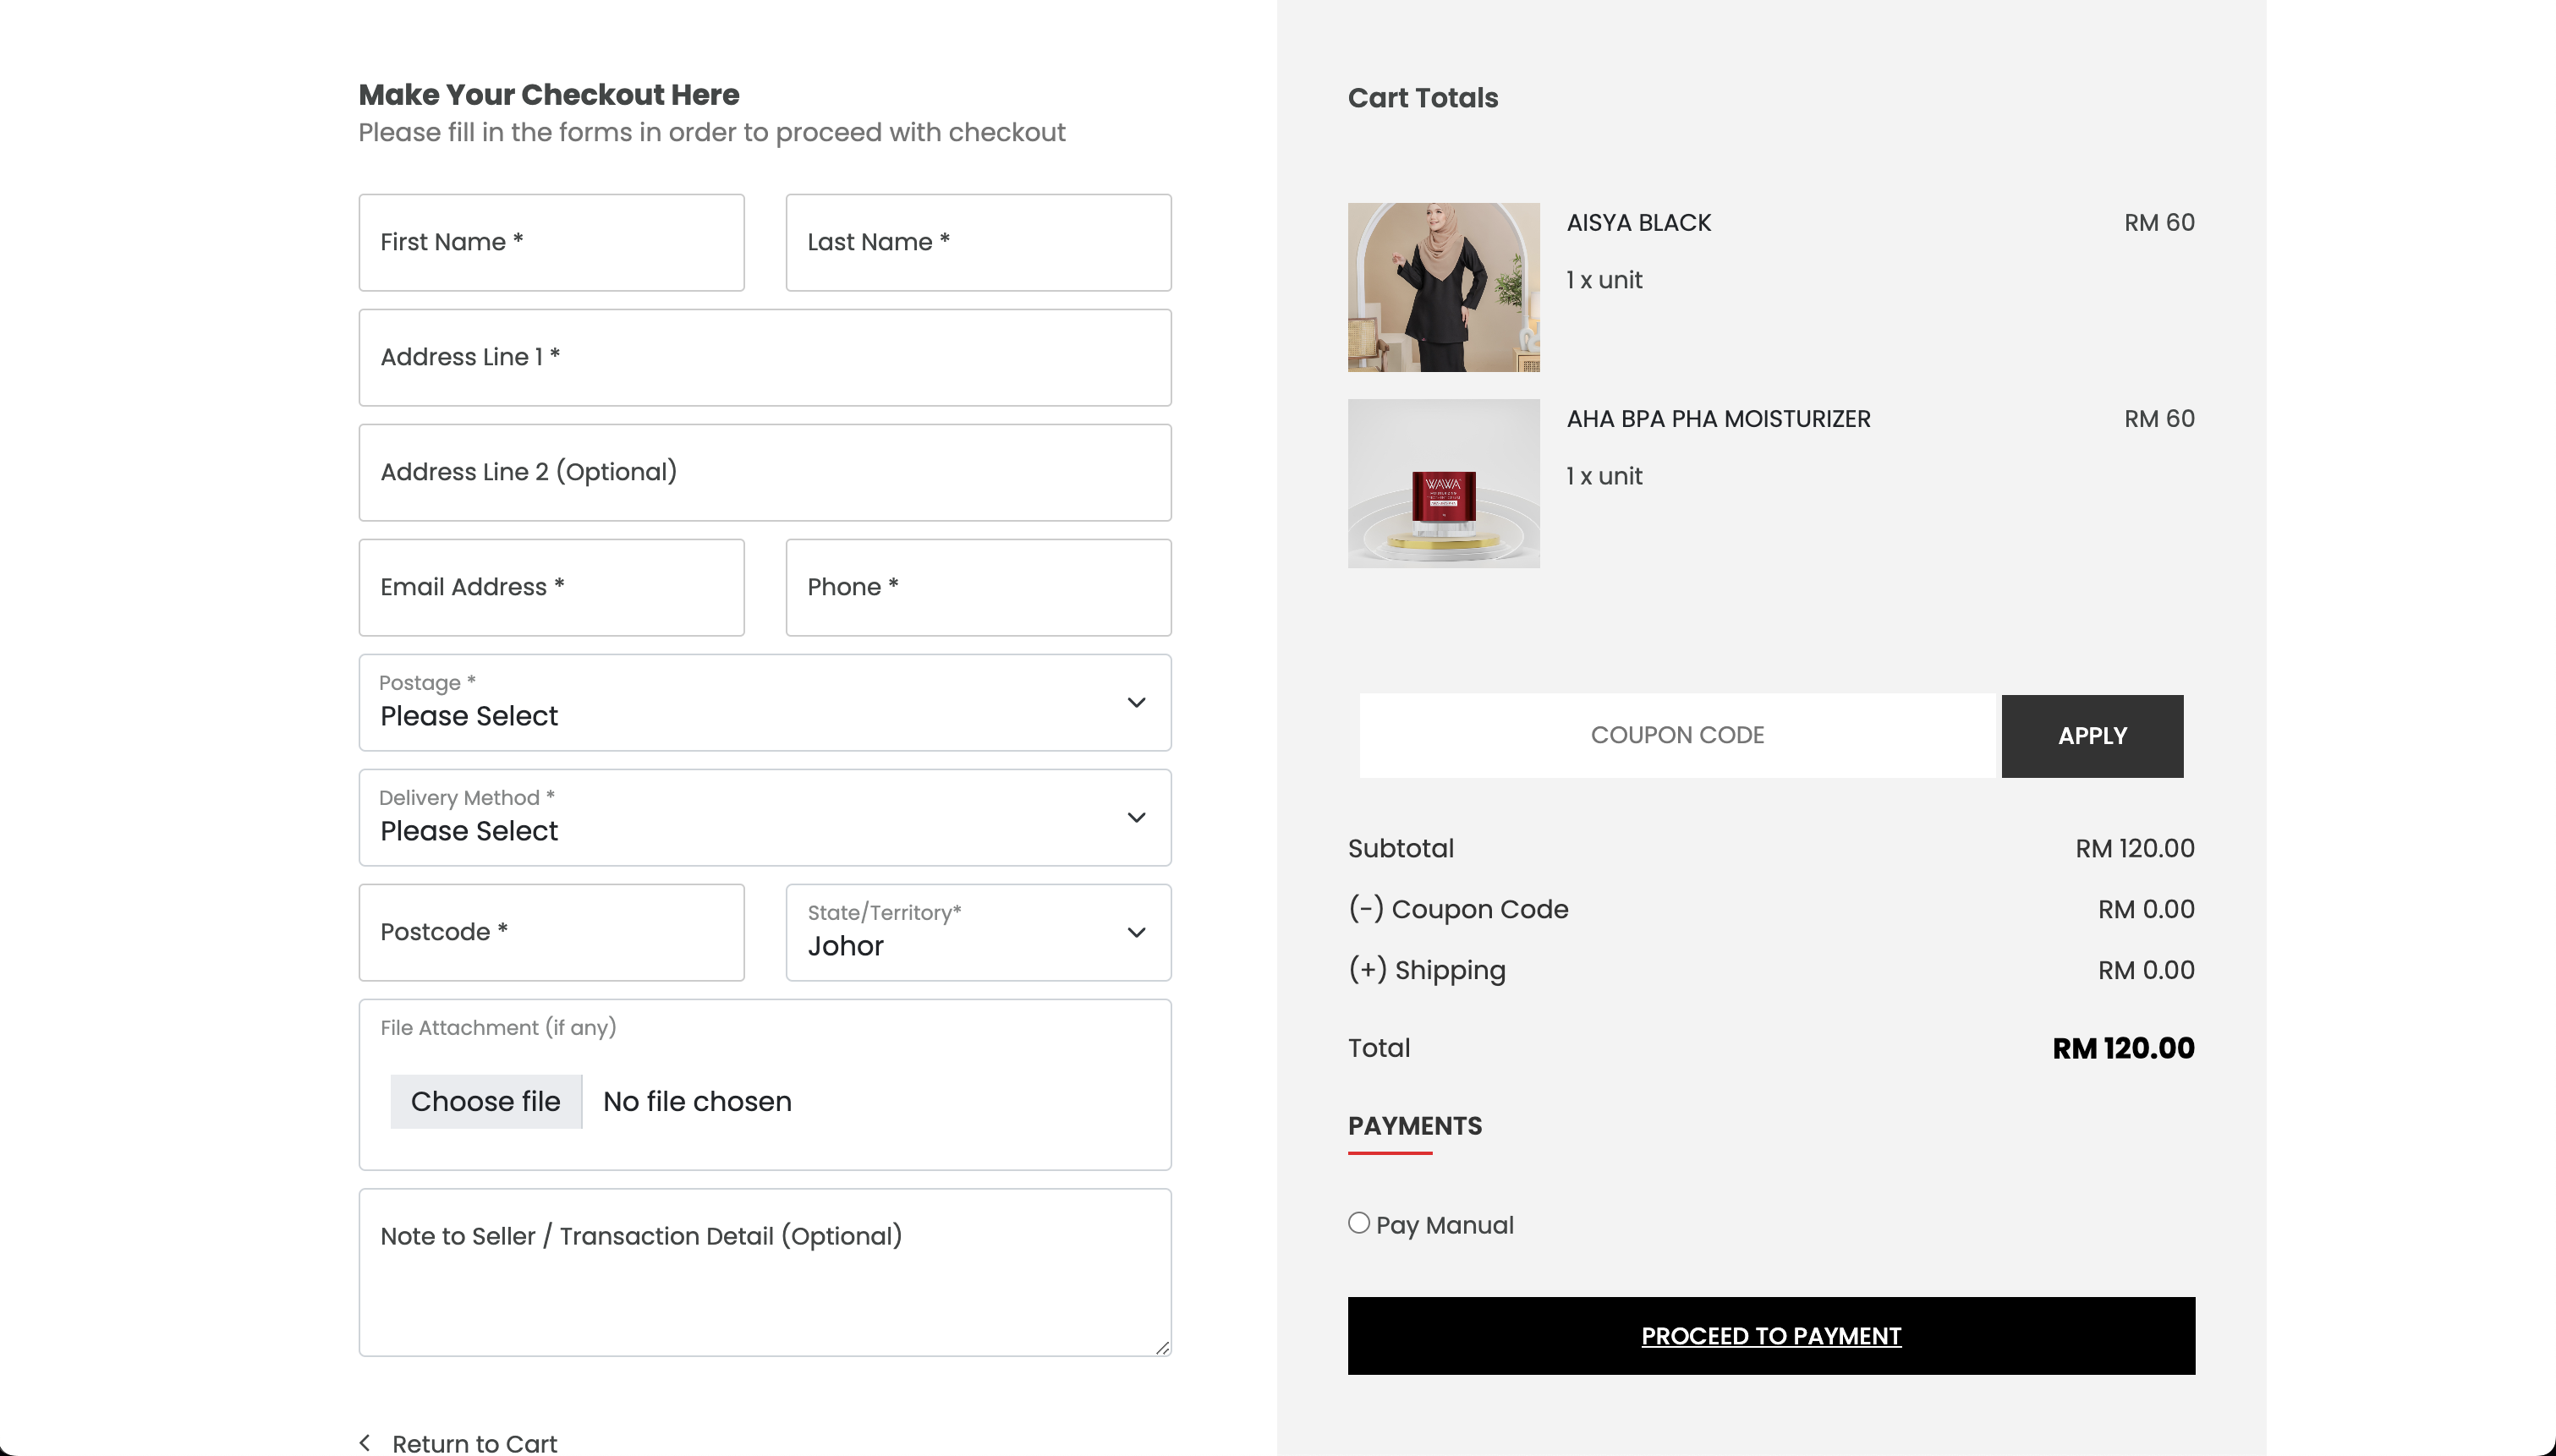 Make Your Checkout Here
Please fill in the forms in order to proceed with checkout
First Name *
Last Name *
Address Line 1 *
Address Line 2 (Optional)
Email Address *
Phone *
Postage *
Please Select
Delivery Method *
Please Select
Postcode *
State/Territory*
Johor
File Attachment (if any)
Choose file No file chosen
Note to Seller / Transaction Detail (Optional)
Return to Cart
Cart Totals
AISYA BLACK RM 60
1 x unit
AHA BPA PHA MOISTURIZER RM 60
1 x unit
WAWA
COUPON CODE APPLY
Subtotal RM 120.00
(-) Coupon Code RM 0.00
(+) Shipping RM 0.00
Total RM 120.00
PAYMENTS
Pay Manual
PROCEED TO PAYMENT